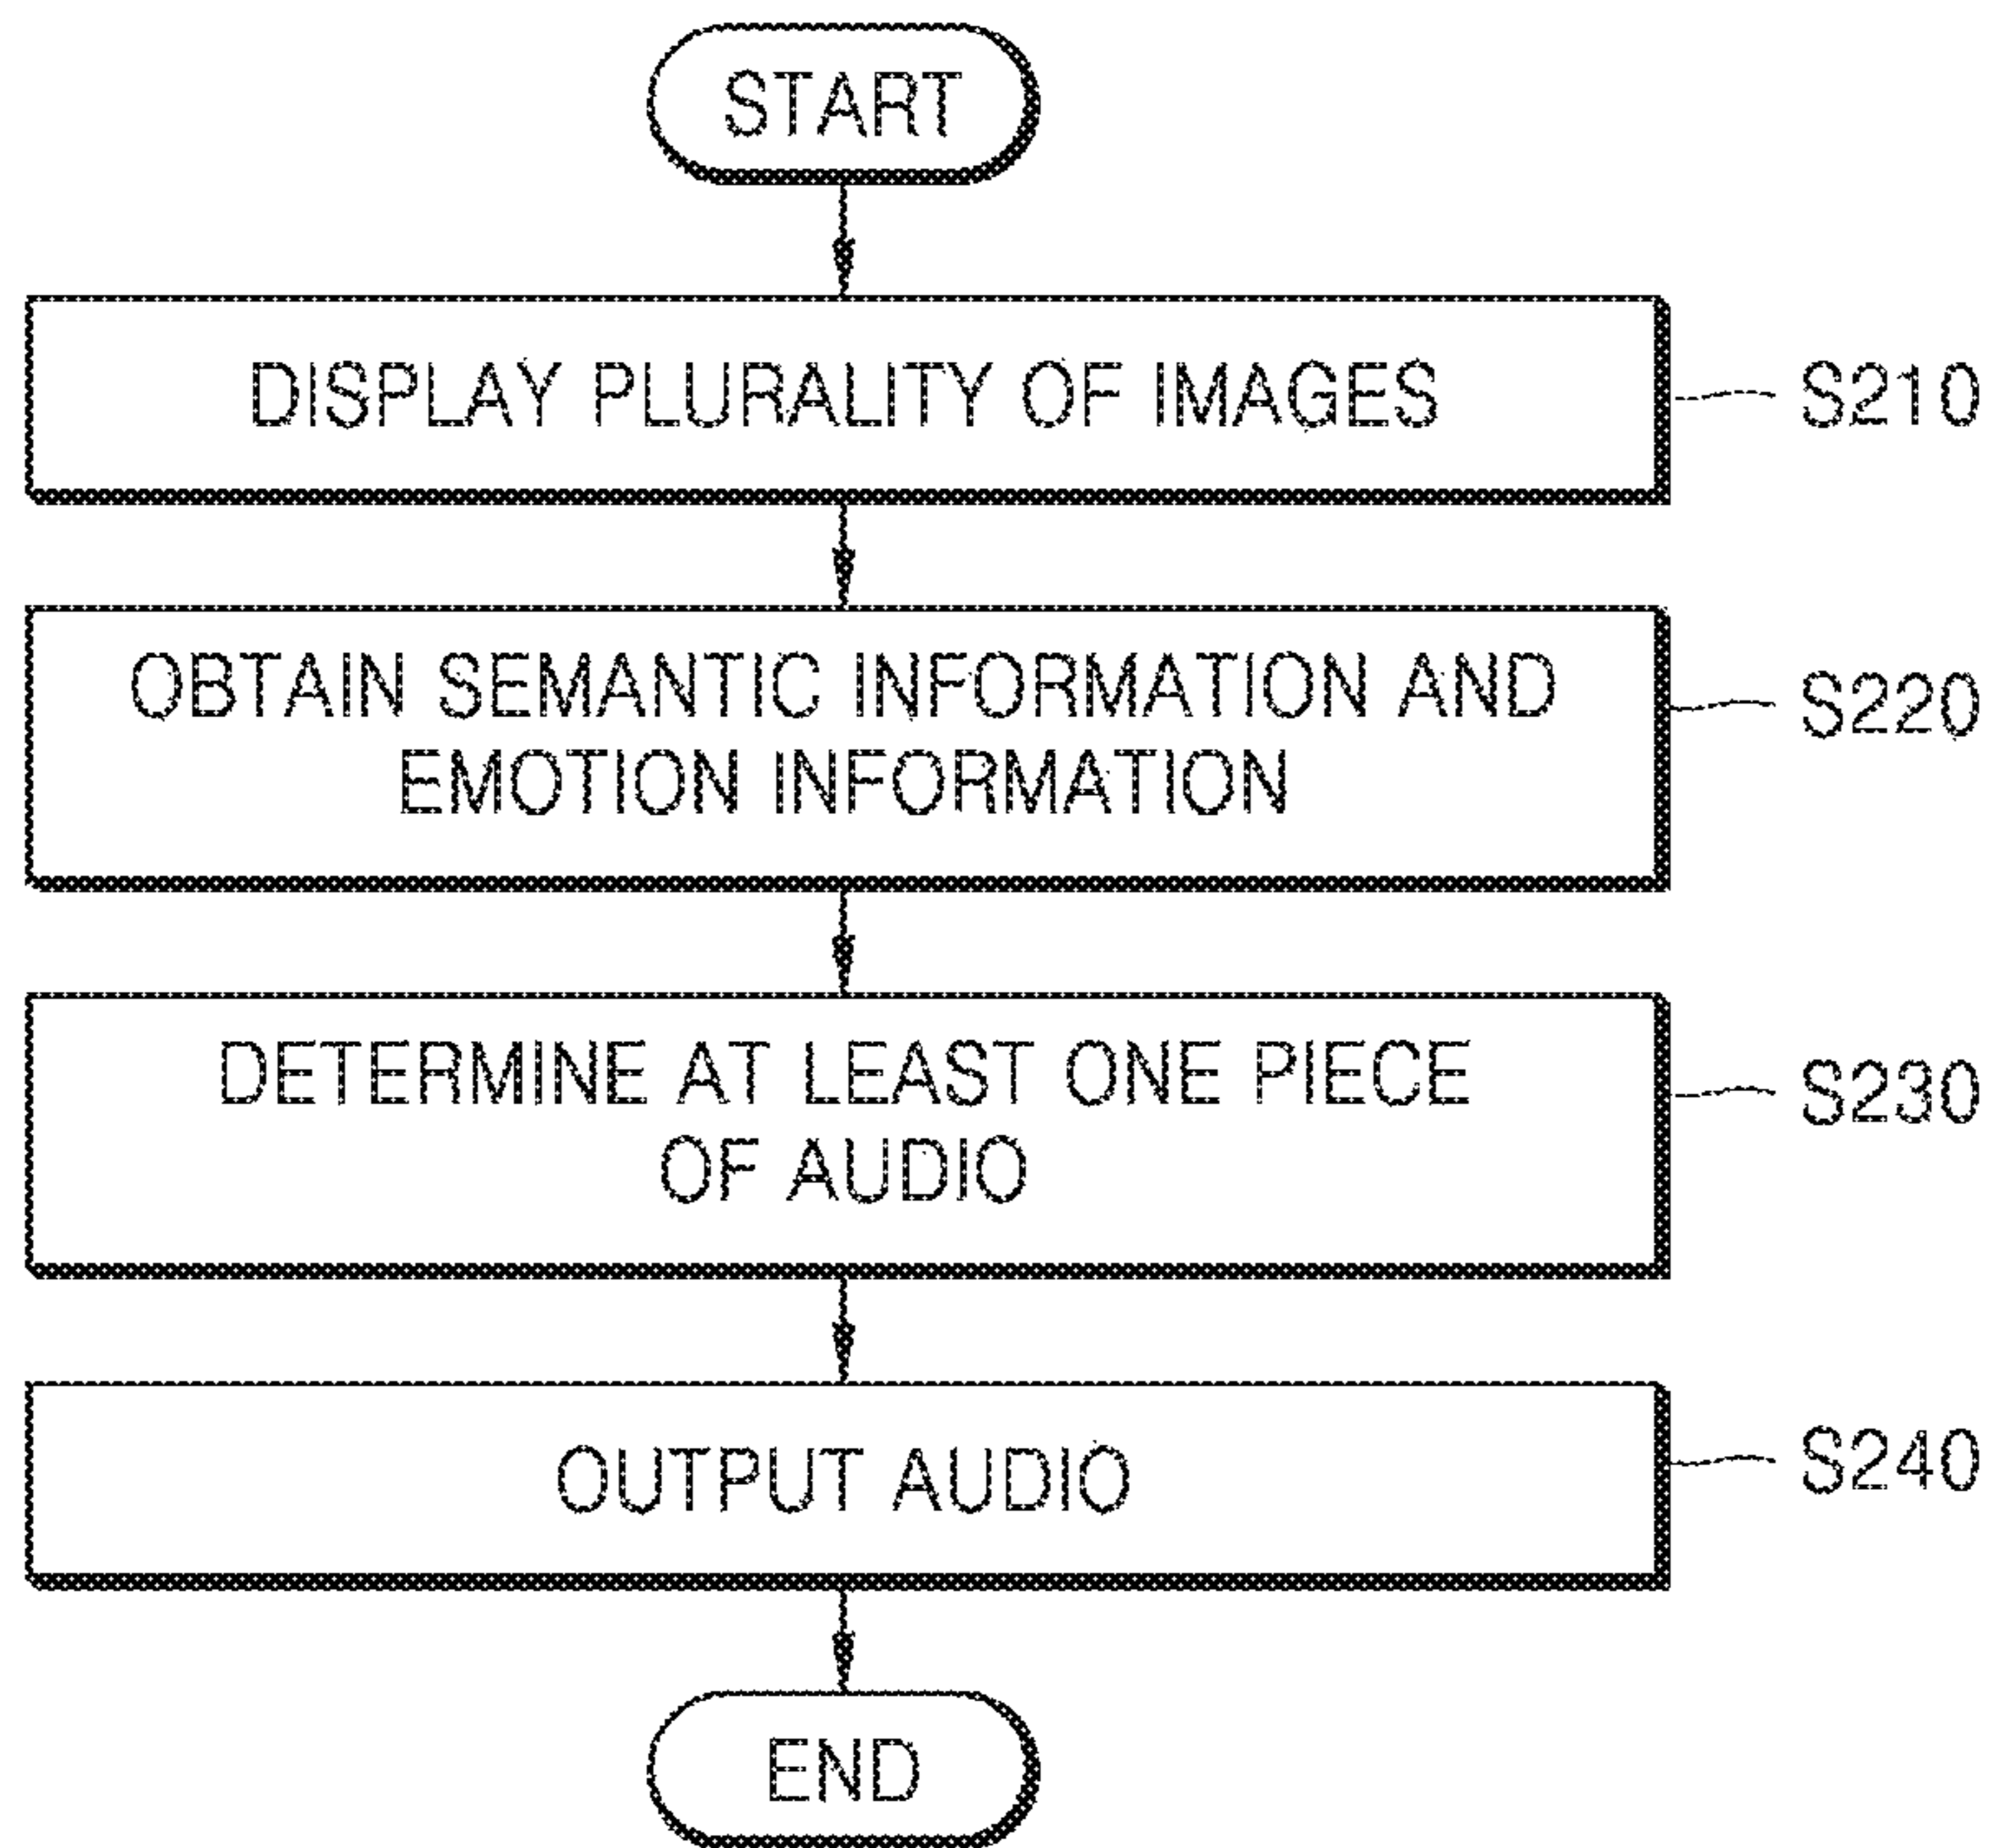 START
DISPLAY PLURALITY OF IMAGES
S210
OBTAIN SEMANTIC INFORMATION AND
EMOTION INFORMATION
S220
DETERMINE AT LEAST ONE PIECE
OF AUDIO
S230
OUTPUT AUDIO
S240
END